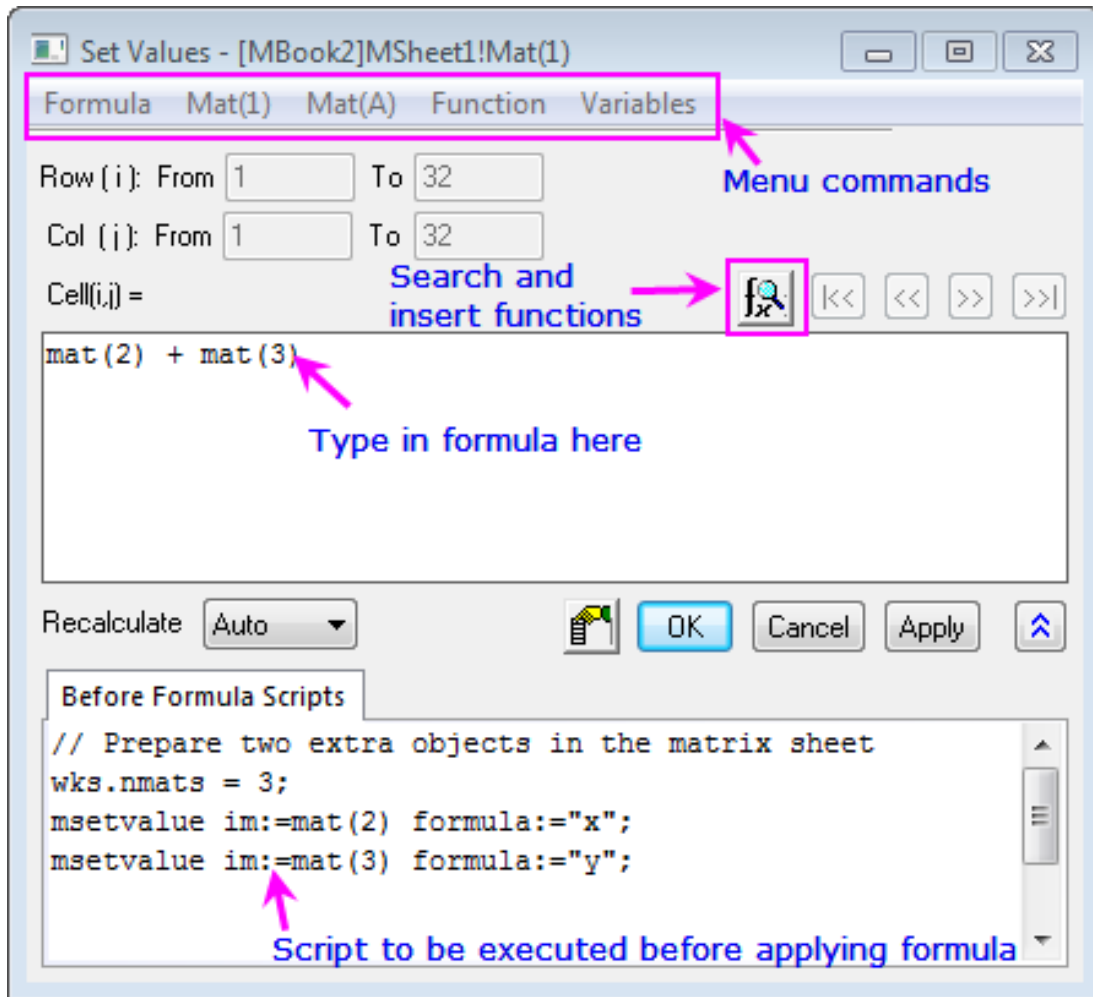 Set Values - [MBook2]MSheet1!Mat(1)
Formula Mat(1) Mat(A) Function Variables
Row ( i ): From 1 To 32
Menu commands
Col ( j ): From 1 To 32
Search and
insert functions
Cell(i,j) =
fx |<< << >> >>|
mat(2) + mat(3)
Type in formula here
Recalculate Auto OK Cancel Apply
Before Formula Scripts
// Prepare two extra objects in the matrix sheet
wks.nmats = 3;
msetvalue im:=mat(2) formula:="x";
msetvalue im:=mat(3) formula:="y";
Script to be executed before applying formula